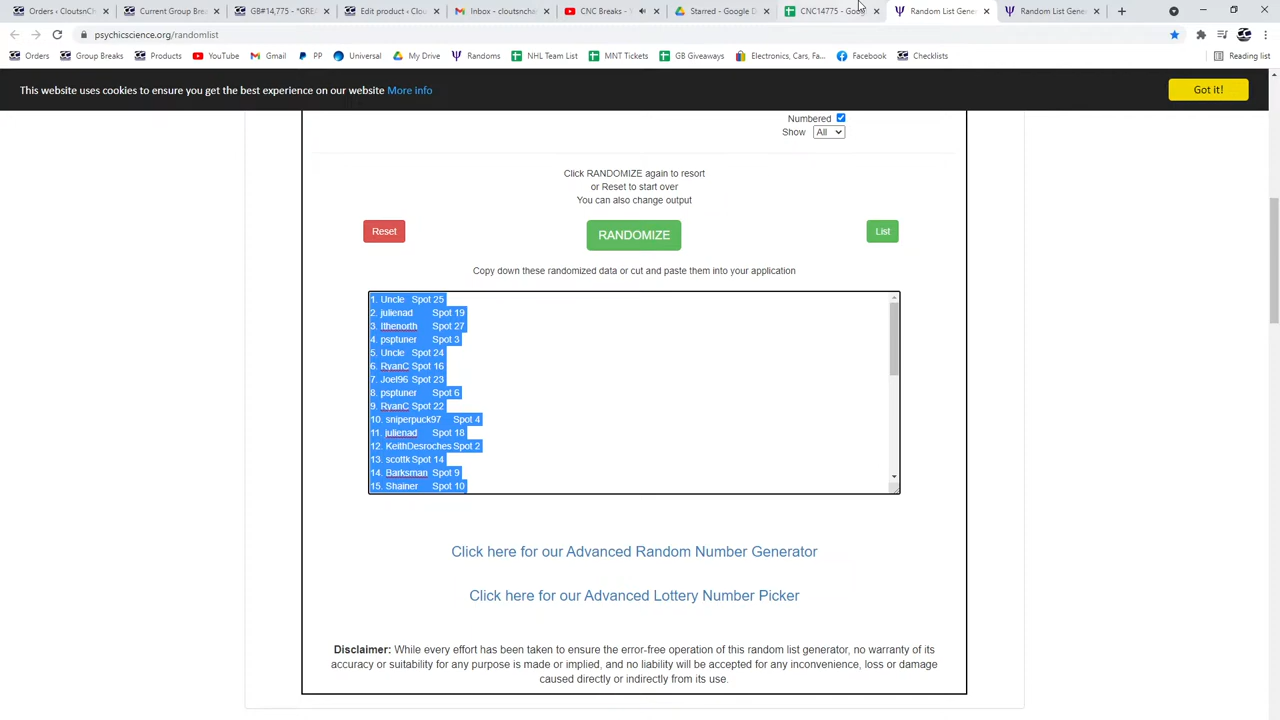 Orders · CloutsnCh
Current Group Brea
GB#14,775 - *GREA
Edit product · Clou
Inbox - cloutsnchar
CNC Breaks -
Starred - Google D
CNC14775 - Goog
Random List Gene
Random List Gene
psychicscience.org/randomlist
Orders
Group Breaks
Products
YouTube
Gmail
PP
Universal
My Drive
Randoms
NHL Team List
MNT Tickets
GB Giveaways
Electronics, Cars, Fa...
Facebook
Checklists
Reading list
This website uses cookies to ensure you get the best experience on our website More info
Got it!
Numbered
Show All
Click RANDOMIZE again to resort
or Reset to start over
You can also change output
Reset
RANDOMIZE
List
Copy down these randomized data or cut and paste them into your application
1. Uncle Spot 25
2. julienad Spot 19
3. Ithenorth Spot 27
4. psptuner Spot 3
5. Uncle Spot 24
6. RyanC Spot 16
7. Joel96 Spot 23
8. psptuner Spot 6
9. RyanC Spot 22
10. sniperpuck97 Spot 4
11. julienad Spot 18
12. KeithDesroches Spot 2
13. scottk Spot 14
14. Barksman Spot 9
15. Shainer Spot 10
Click here for our Advanced Random Number Generator
Click here for our Advanced Lottery Number Picker
Disclaimer: While every effort has been taken to ensure the error-free operation of this random list generator, no warranty of its
accuracy or suitability for any purpose is made or implied, and no liability will be accepted for any inconvenience, loss or damage
caused directly or indirectly from its use.